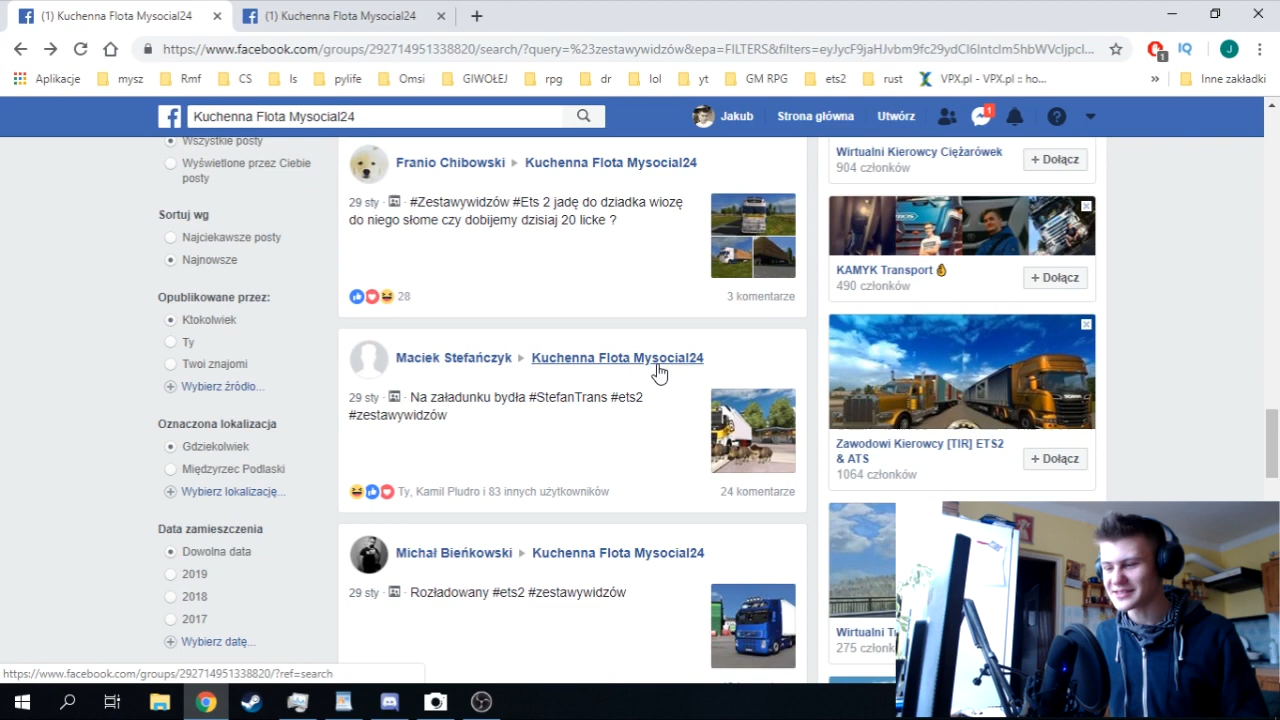 (1) Kuchenna Flota Mysocial24
(1) Kuchenna Flota Mysocial24
https://www.facebook.com/groups/292714951338820/search/?query=%23zestawywidzów&epa=FILTERS&filters=
1
IQ
J
Aplikacje
mysz
Rmf
CS
ls
pylife
Omsi
GIWOŁEJ
rpg
dr
lol
yt
GM RPG
ets2
rust
VPX.pl - VPX.pl :: ho...
»
Inne zakładki
Kuchenna Flota Mysocial24
Jakub
Strona główna
Utwórz
1
Wszystkie posty
Wyświetlone przez Ciebie
posty
Sortuj wg
Najciekawsze posty
Najnowsze
Opublikowane przez:
Ktokolwiek
Ty
Twoi znajomi
Wybierz źródło...
Oznaczona lokalizacja
Gdziekolwiek
Międzyrzec Podlaski
Wybierz lokalizację...
Data zamieszczenia
Dowolna data
2019
2018
2017
Wybierz datę...
Franio Chibowski ▸ Kuchenna Flota Mysocial24
29 sty · #Zestawywidzów #Ets 2 jadę do dziadka wiozę
do niego słome czy dobijemy dzisiaj 20 licke ?
28
3 komentarze
Maciek Stefańczyk ▸ Kuchenna Flota Mysocial24
29 sty · Na załadunku bydła #StefanTrans #ets2
#zestawywidzów
Ty, Kamil Pludro i 83 innych użytkowników
24 komentarze
Michał Bieńkowski ▸ Kuchenna Flota Mysocial24
29 sty · Rozładowany #ets2 #zestawywidzów
Wirtualni Kierowcy Ciężarówek
904 członków
+ Dołącz
KAMYK Transport
490 członków
+ Dołącz
Zawodowi Kierowcy [TIR] ETS2
& ATS
1064 członków
+ Dołącz
Wirtualni
275
https://www.facebook.com/groups/292714951338820/?ref=search